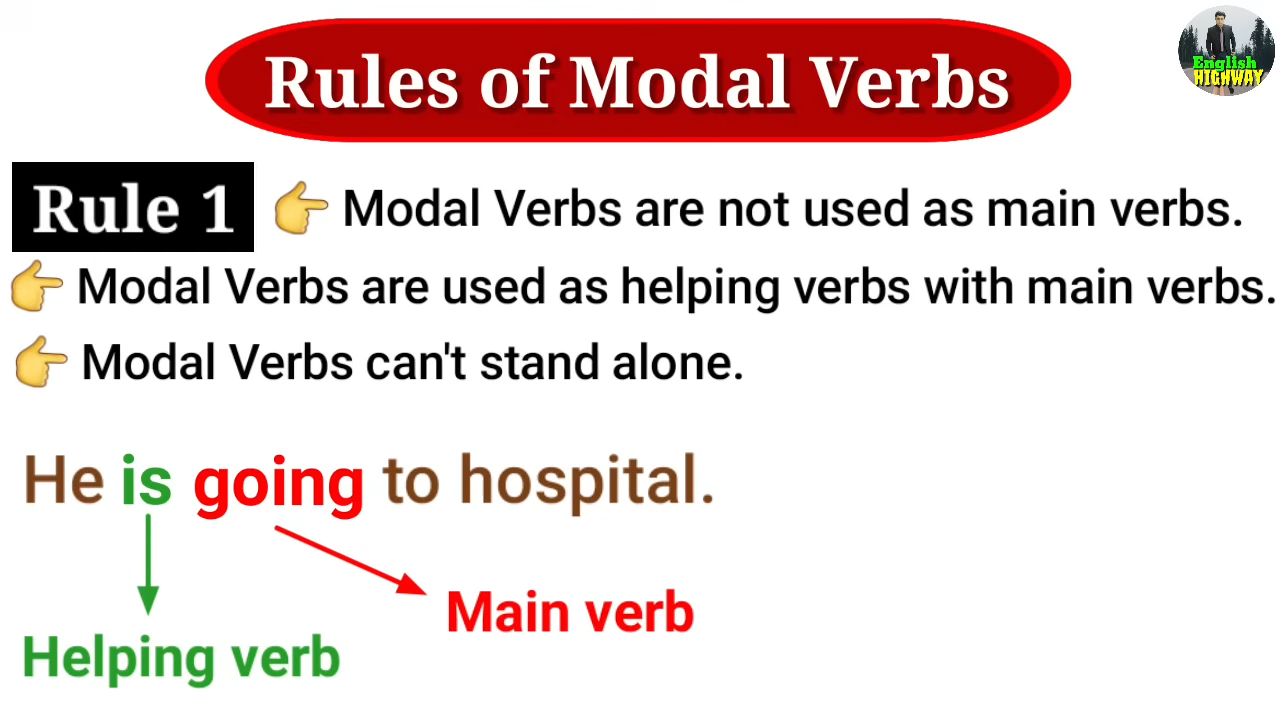 Rules of Modal Verbs
English
HIGHWAY
Rule 1 👉 Modal Verbs are not used as main verbs.
👉 Modal Verbs are used as helping verbs with main verbs.
👉 Modal Verbs can't stand alone.
He is going to hospital.
Main verb
Helping verb